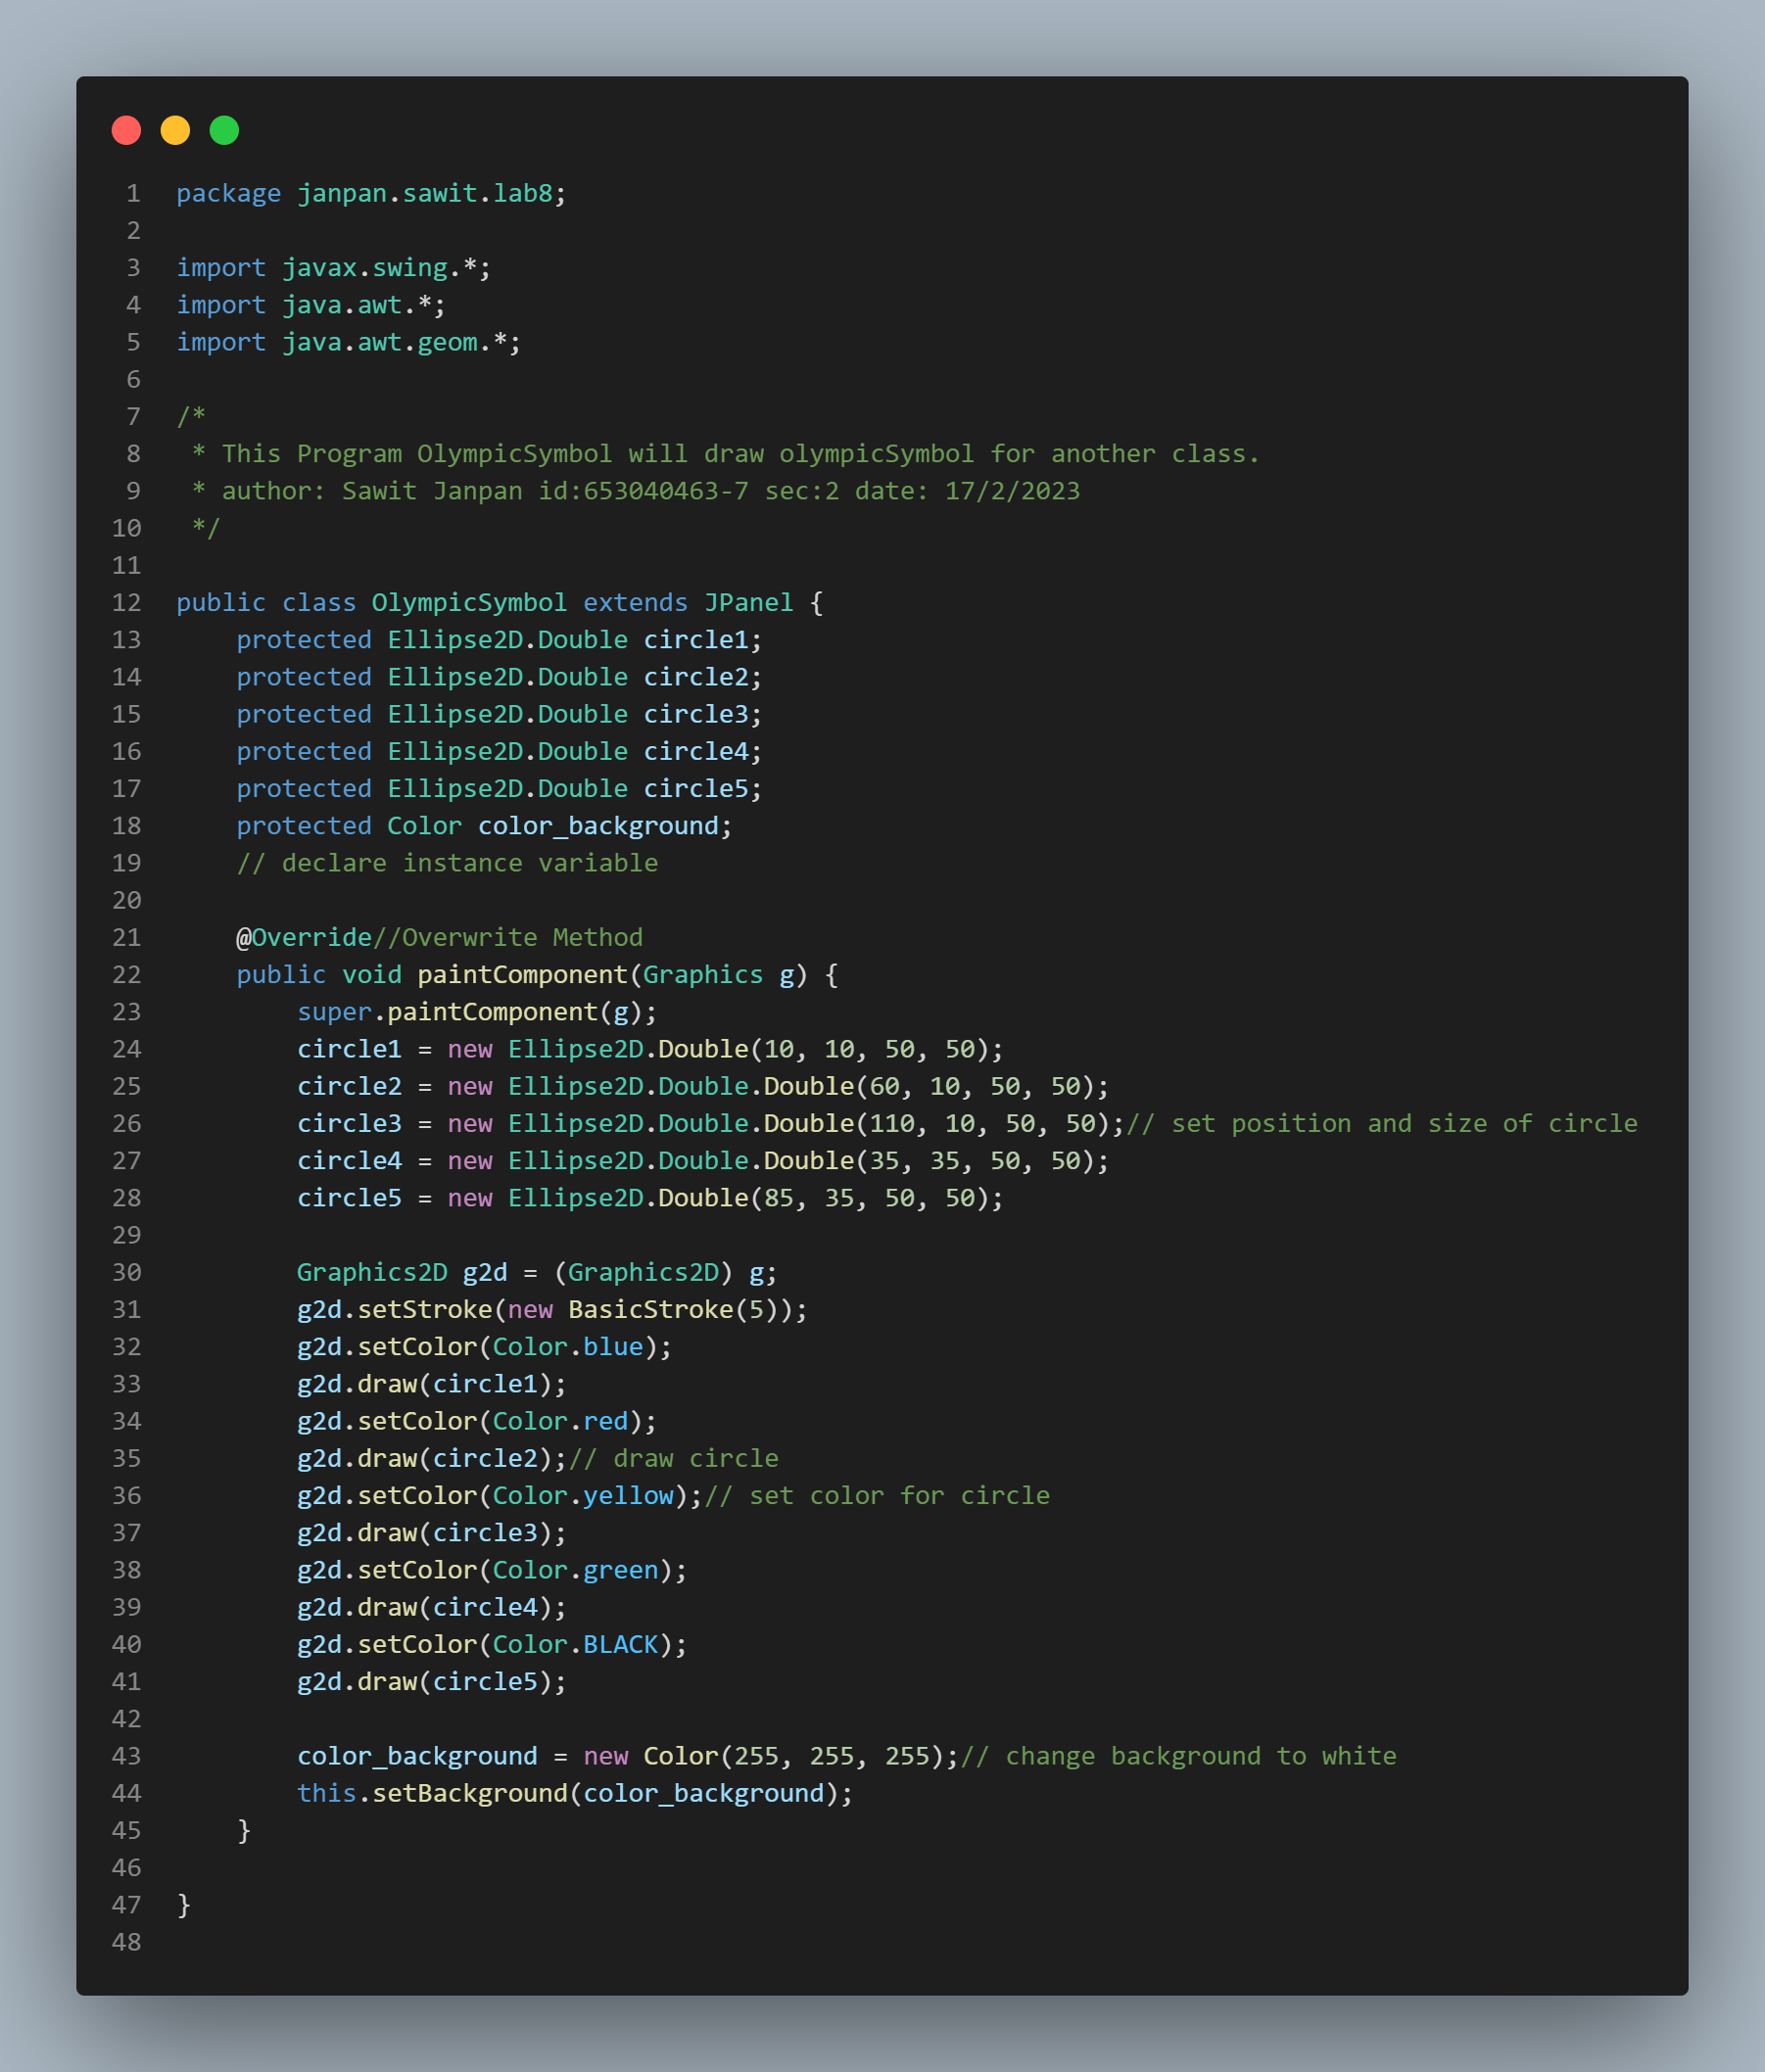 1 package janpan.sawit.lab8;
2
3 import javax.swing.*;
4 import java.awt.*;
5 import java.awt.geom.*;
6
7 /*
8  * This Program OlympicSymbol will draw olympicSymbol for another class.
9  * author: Sawit Janpan id:653040463-7 sec:2 date: 17/2/2023
10  */
11
12 public class OlympicSymbol extends JPanel {
13     protected Ellipse2D.Double circle1;
14     protected Ellipse2D.Double circle2;
15     protected Ellipse2D.Double circle3;
16     protected Ellipse2D.Double circle4;
17     protected Ellipse2D.Double circle5;
18     protected Color color_background;
19     // declare instance variable
20
21     @Override//Overwrite Method
22     public void paintComponent(Graphics g) {
23         super.paintComponent(g);
24         circle1 = new Ellipse2D.Double(10, 10, 50, 50);
25         circle2 = new Ellipse2D.Double.Double(60, 10, 50, 50);
26         circle3 = new Ellipse2D.Double.Double(110, 10, 50, 50);// set position and size of circle
27         circle4 = new Ellipse2D.Double.Double(35, 35, 50, 50);
28         circle5 = new Ellipse2D.Double(85, 35, 50, 50);
29
30         Graphics2D g2d = (Graphics2D) g;
31         g2d.setStroke(new BasicStroke(5));
32         g2d.setColor(Color.blue);
33         g2d.draw(circle1);
34         g2d.setColor(Color.red);
35         g2d.draw(circle2);// draw circle
36         g2d.setColor(Color.yellow);// set color for circle
37         g2d.draw(circle3);
38         g2d.setColor(Color.green);
39         g2d.draw(circle4);
40         g2d.setColor(Color.BLACK);
41         g2d.draw(circle5);
42
43         color_background = new Color(255, 255, 255);// change background to white
44         this.setBackground(color_background);
45     }
46
47 }
48